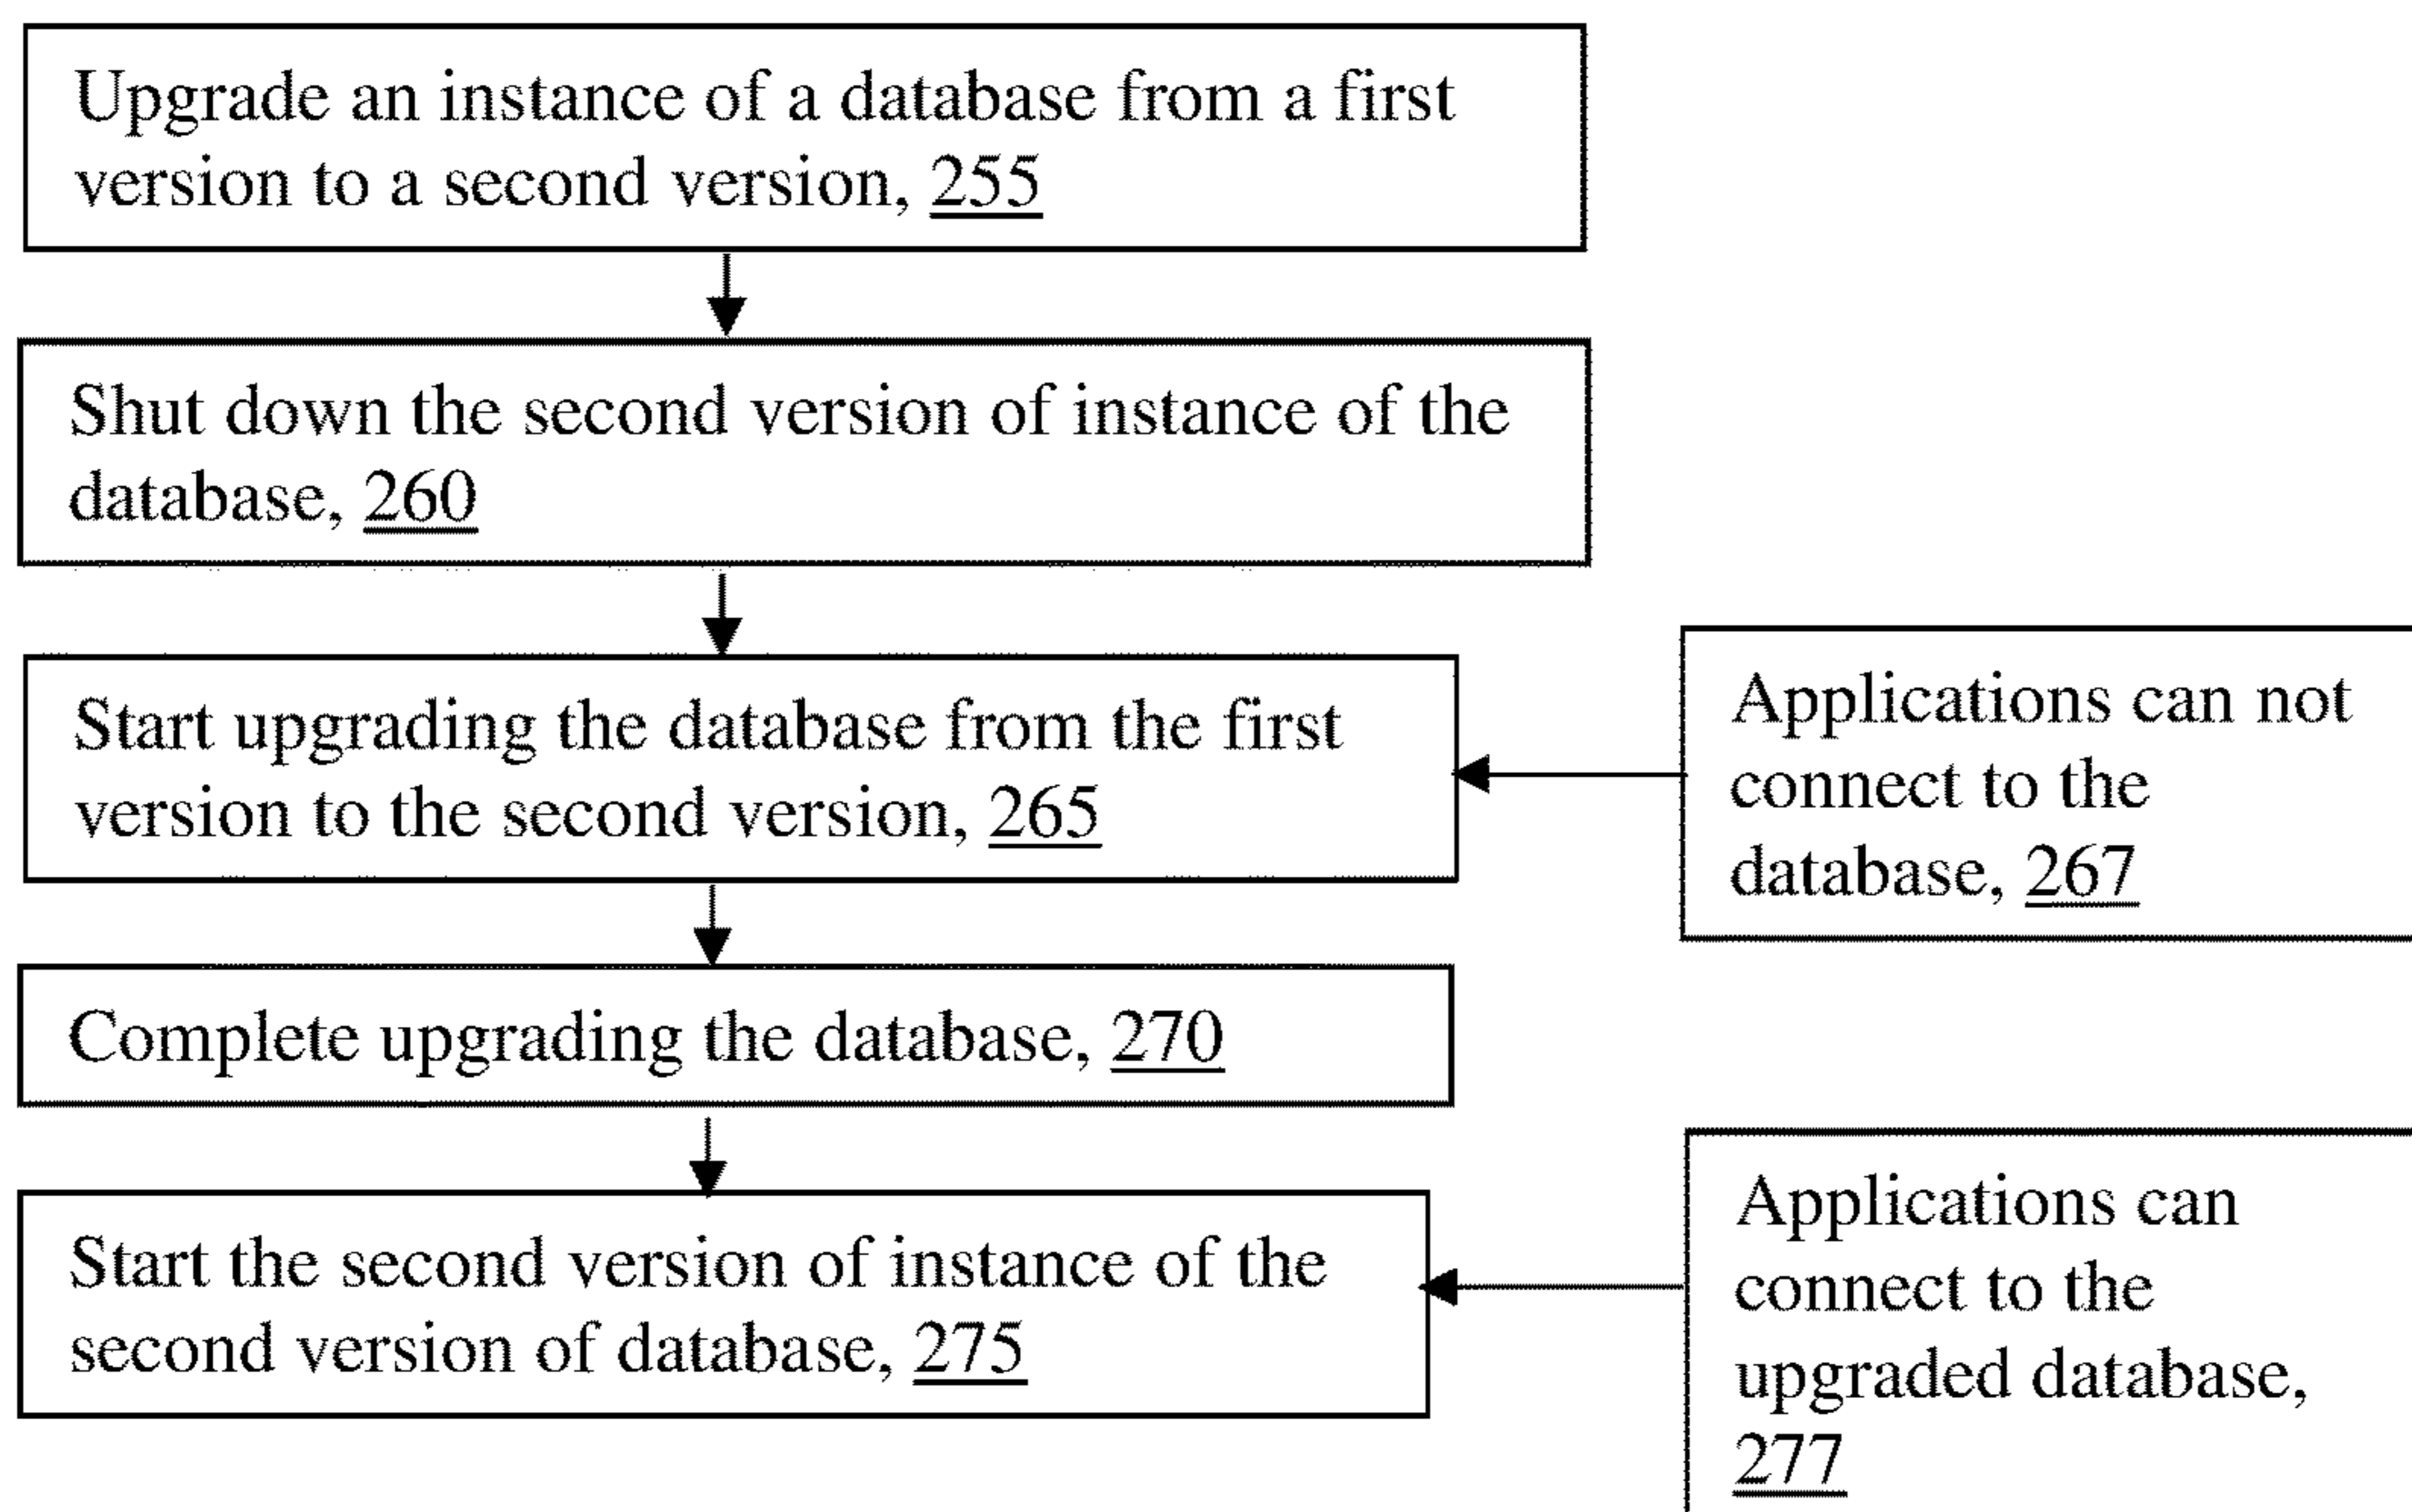 Upgrade an instance of a database from a first
version to a second version, 255
Shut down the second version of instance of the
database, 260
Start upgrading the database from the first
version to the second version, 265
Applications can not
connect to the
database, 267
Complete upgrading the database, 270
Start the second version of instance of the
second version of database, 275
Applications can
connect to the
upgraded database,
277